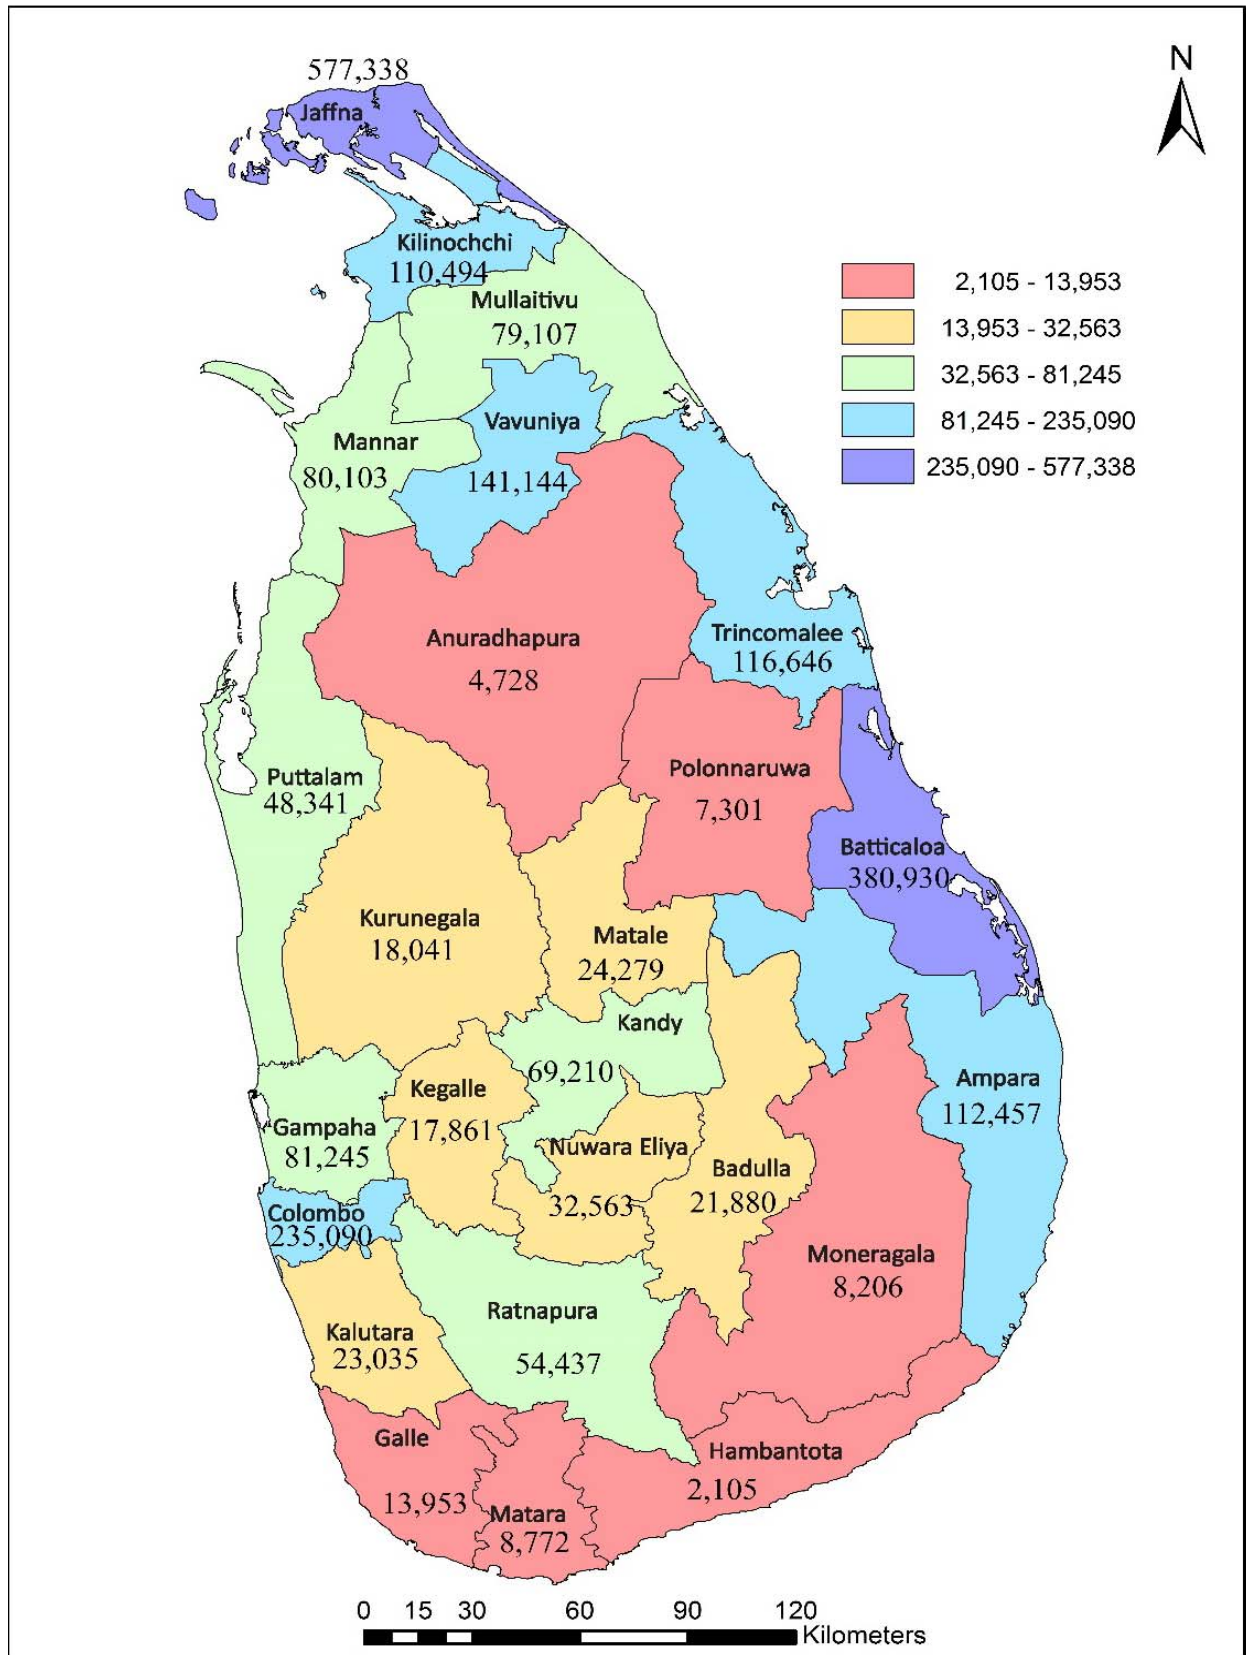 577,338
Jaffna
N
Kilinochchi
110,494
2,105 - 13,953
13,953 - 32,563
32,563 - 81,245
81,245 - 235,090
235,090 - 577,338
Mullaitivu
79,107
Vavuniya
141,144
Mannar
80,103
Anuradhapura
4,728
Trincomalee
116,646
Puttalam
48,341
Polonnaruwa
7,301
Batticaloa
380,930
Kurunegala
18,041
Matale
24,279
Kandy
69,210
Kegalle
17,861
Ampara
112,457
Gampaha
81,245
Nuwara Eliya
32,563
Badulla
21,880
Colombo
235,090
Moneragala
8,206
Ratnapura
54,437
Kalutara
23,035
Galle
13,953
Matara
8,772
Hambantota
2,105
0 15 30 60 90 120
Kilometers